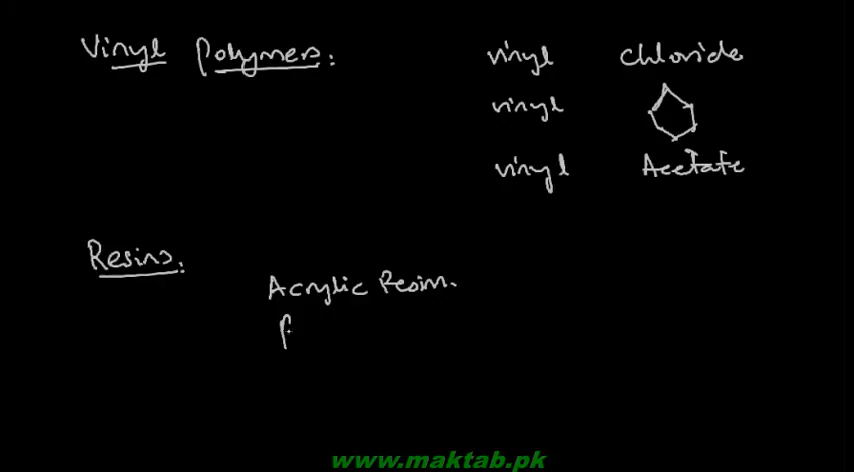 Vinyl Polymers: vinyl chloride
vinyl
vinyl Acetate
Resins:
Acrylic Resin.
www.maktab.pk